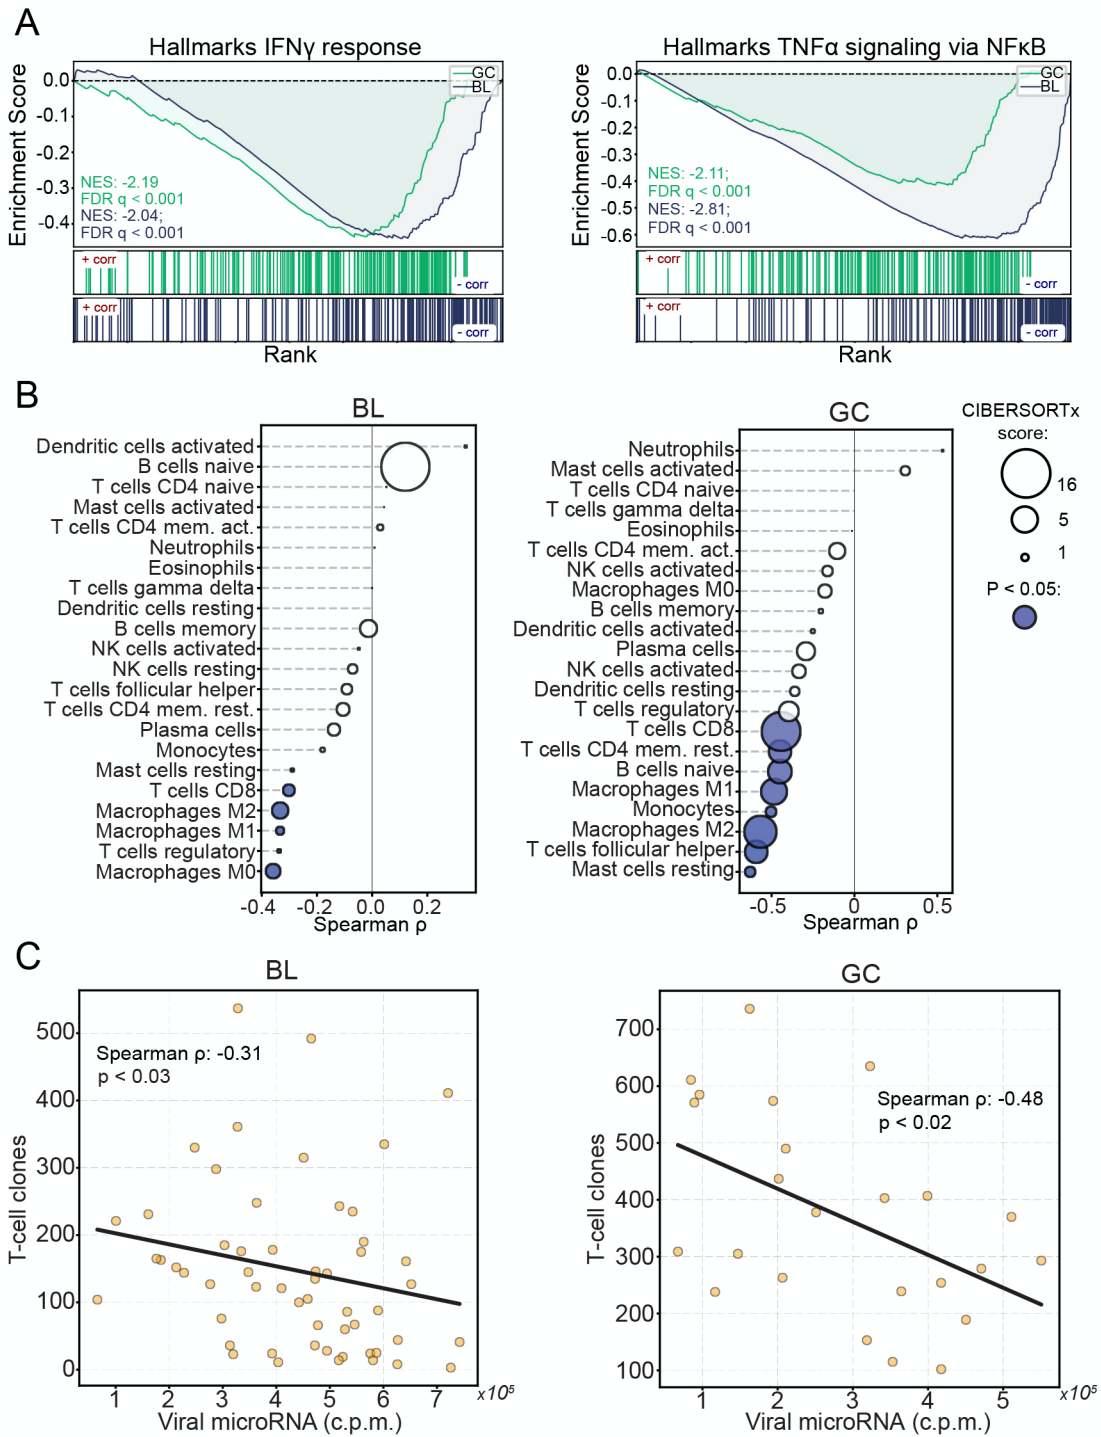 A
Hallmarks IFNγ response
Hallmarks TNFα signaling via NFκB
Enrichment Score
0.0
-0.1
-0.2
-0.3
-0.4
GC
BL
NES: -2.19
FDR q < 0.001
NES: -2.04;
FDR q < 0.001
+ corr
- corr
+ corr
- corr
Rank
Enrichment Score
0.0
-0.1
-0.2
-0.3
-0.4
-0.5
-0.6
GC
BL
NES: -2.11;
FDR q < 0.001
NES: -2.81;
FDR q < 0.001
+ corr
- corr
+ corr
- corr
Rank
B
BL
Dendritic cells activated
B cells naive
T cells CD4 naive
Mast cells activated
T cells CD4 mem. act.
Neutrophils
Eosinophils
T cells gamma delta
Dendritic cells resting
B cells memory
NK cells activated
NK cells resting
T cells follicular helper
T cells CD4 mem. rest.
Plasma cells
Monocytes
Mast cells resting
T cells CD8
Macrophages M2
Macrophages M1
T cells regulatory
Macrophages M0
-0.4 -0.2 0.0 0.2
Spearman ρ
GC
Neutrophils
Mast cells activated
T cells CD4 naive
T cells gamma delta
Eosinophils
T cells CD4 mem. act.
NK cells activated
Macrophages M0
B cells memory
Dendritic cells activated
Plasma cells
NK cells activated
Dendritic cells resting
T cells regulatory
T cells CD8
T cells CD4 mem. rest.
B cells naive
Macrophages M1
Monocytes
Macrophages M2
T cells follicular helper
Mast cells resting
-0.5 0 0.5
Spearman ρ
CIBERSORTx
score:
16
5
1
P < 0.05:
C
BL
T-cell clones
500
400
300
200
100
0
Spearman ρ: -0.31
p < 0.03
1 2 3 4 5 6 7 x10⁵
Viral microRNA (c.p.m.)
GC
T-cell clones
700
600
500
400
300
200
100
Spearman ρ: -0.48
p < 0.02
1 2 3 4 5 x10⁵
Viral microRNA (c.p.m.)